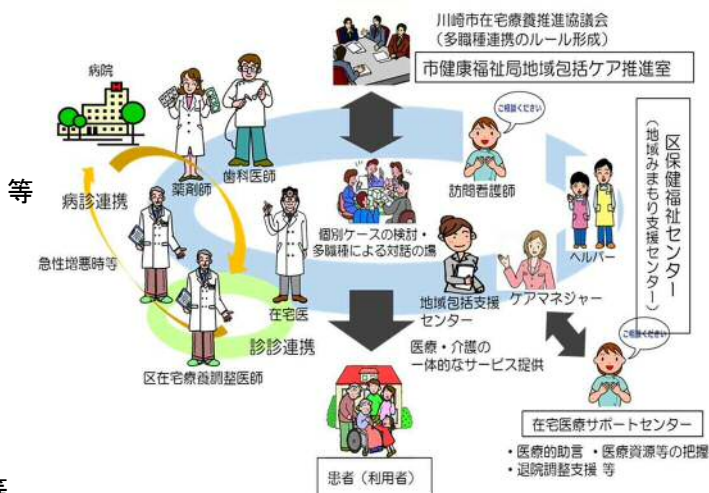 川崎市在宅療養推進協議会
（多職種連携のルール形成）
市健康福祉局地域包括ケア推進室
病院
ご相談ください
区保健福祉センター
（地域みまもり支援センター）
薬剤師
歯科医師
訪問看護師
等
病診連携
個別ケースの検討・
多職種による対話の場
ヘルパー
急性増悪時等
在宅医
地域包括支援
センター
ケアマネジャー
ご相談ください
診診連携
医療・介護の
一体的なサービス提供
区在宅療養調整医師
在宅医療サポートセンター
・医療的助言 ・医療資源等の把握
・退院調整支援 等
患者（利用者）